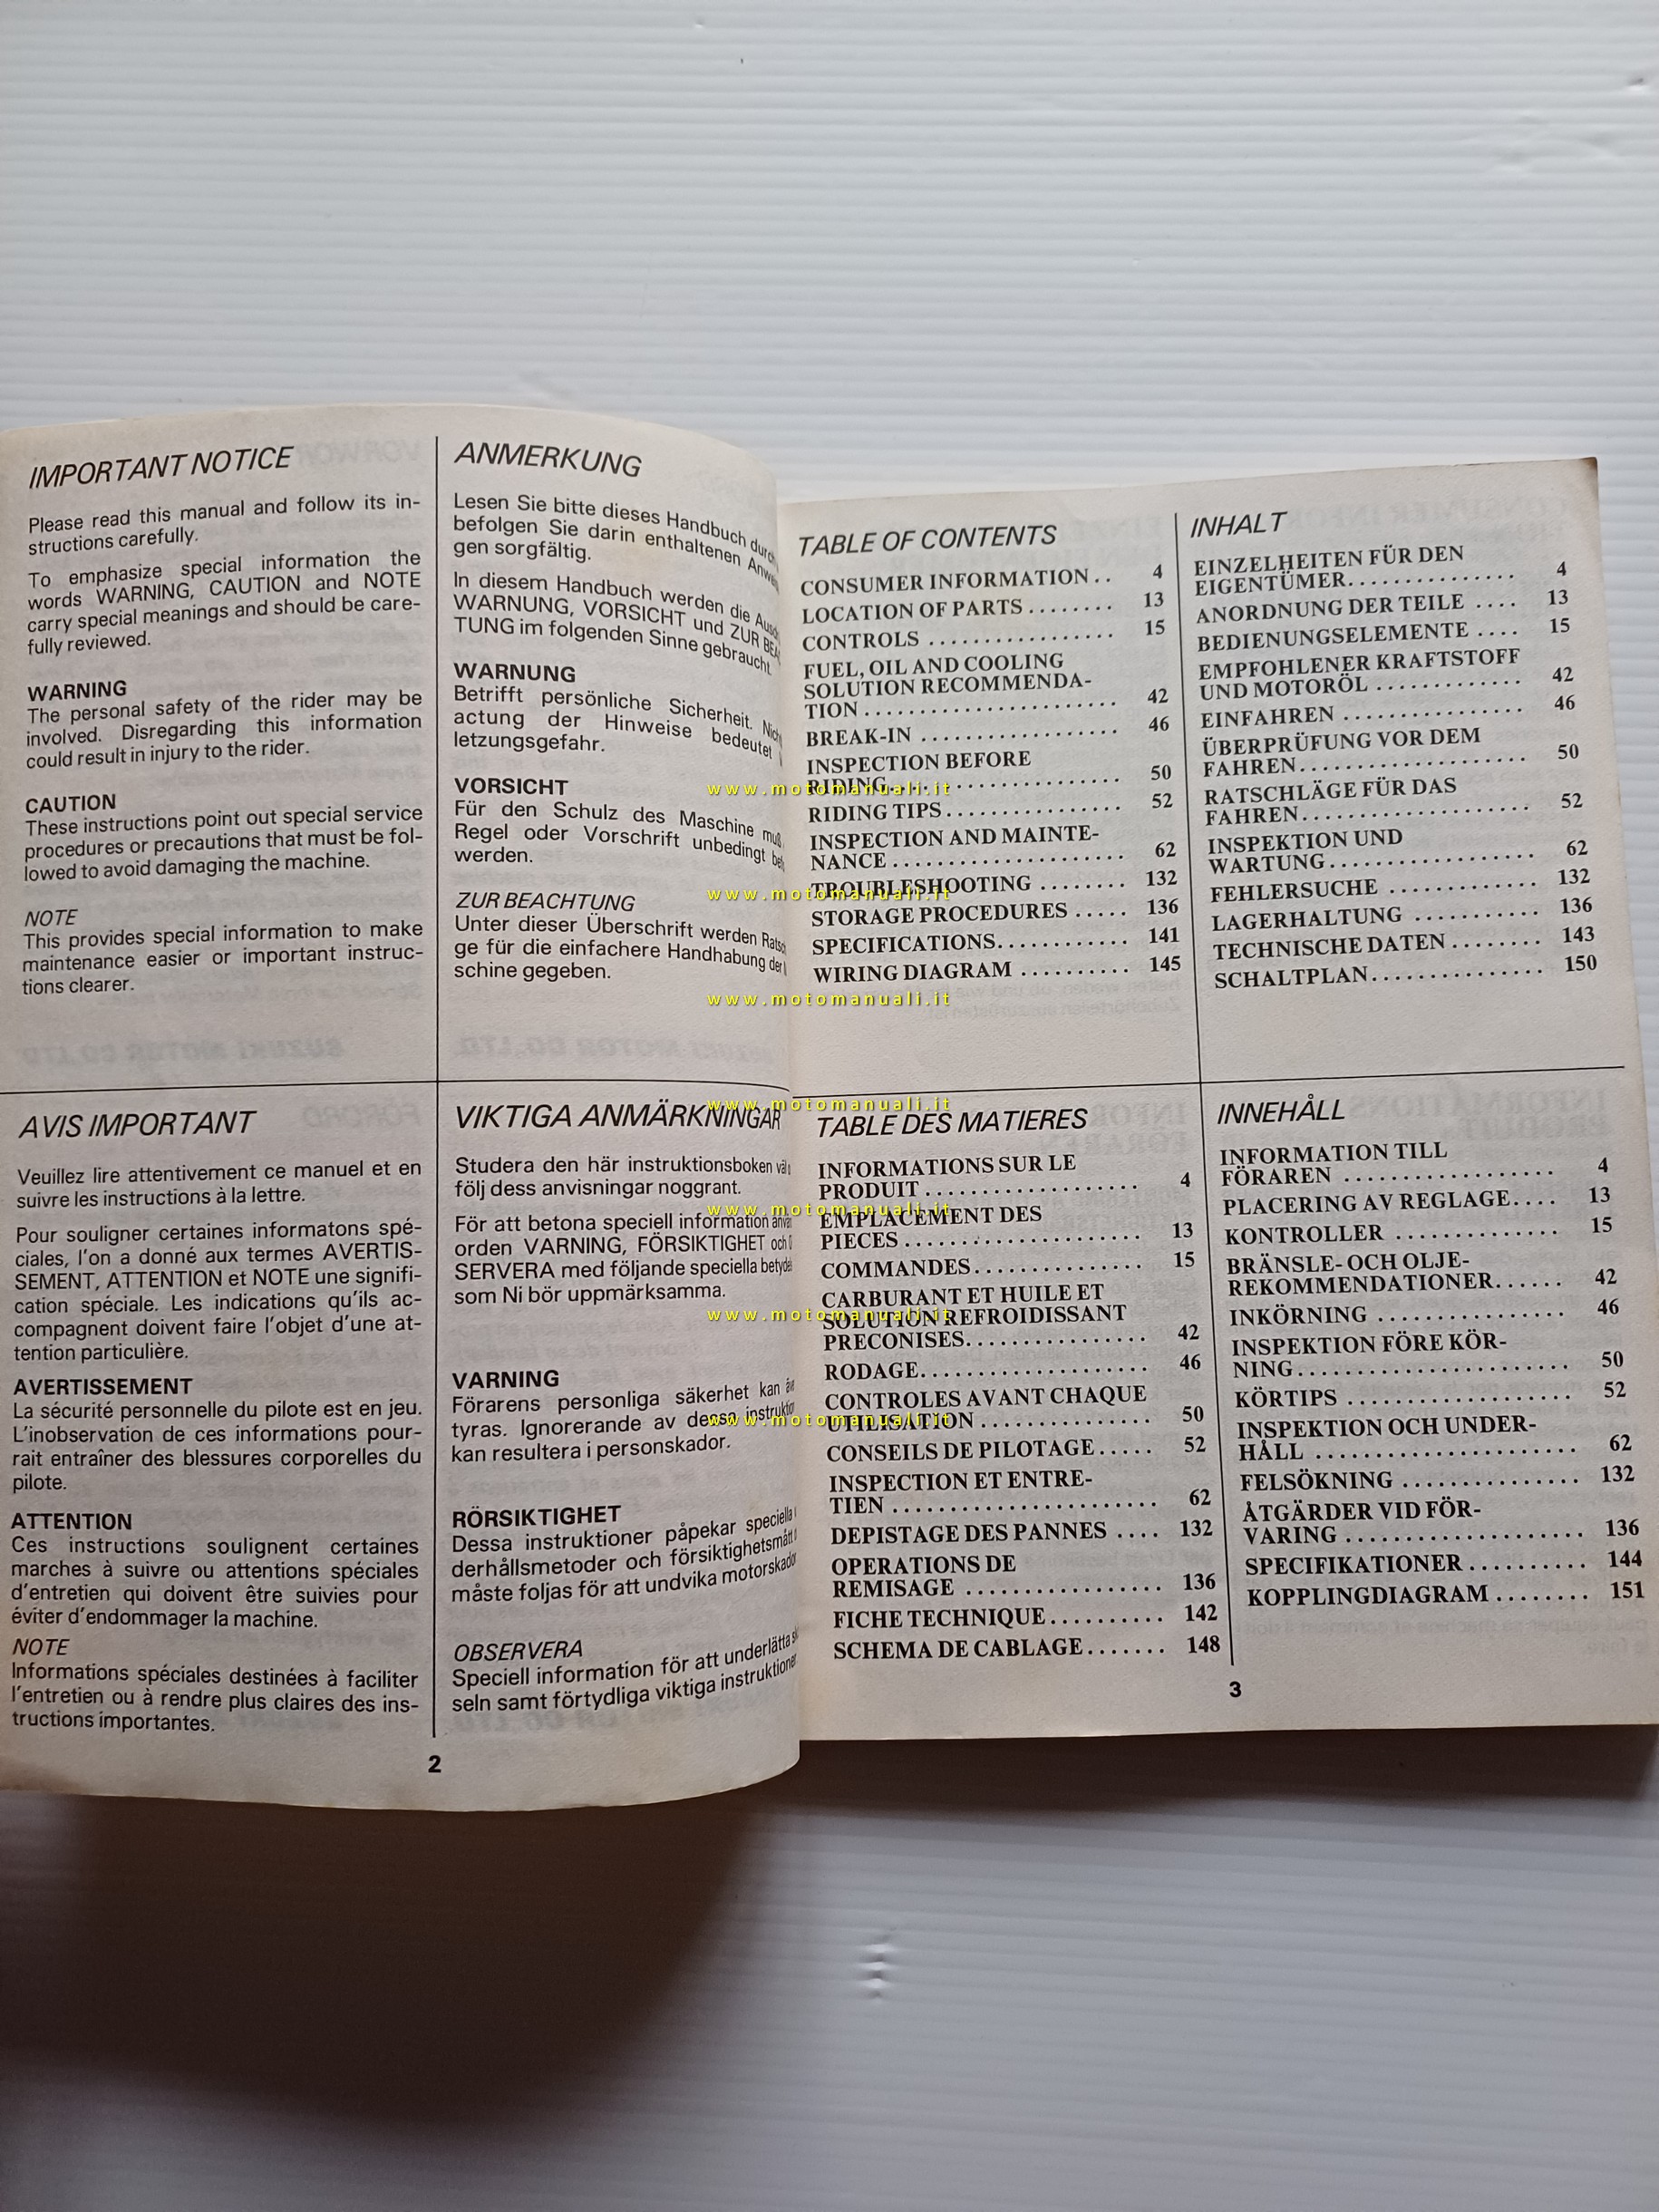 IMPORTANT NOTICE
Please read this manual and follow its in-
structions carefully.
To emphasize special information the
words WARNING, CAUTION and NOTE
carry special meanings and should be care-
fully reviewed.
WARNING
The personal safety of the rider may be
involved. Disregarding this information
could result in injury to the rider.
CAUTION
These instructions point out special service
procedures or precautions that must be fol-
lowed to avoid damaging the machine.
NOTE
This provides special information to make
maintenance easier or important instruc-
tions clearer.
ANMERKUNG
Lesen Sie bitte dieses Handbuch durch
befolgen Sie darin enthaltenen
gen sorgfältig.
In diesem Handbuch werden die
WARNUNG, VORSICHT und ZUR
TUNG im folgenden Sinne gebraucht
WARNUNG
Betrifft persönliche Sicherheit.
actung der Hinweise bedeutet
letzungsgefahr.
VORSICHT
Für den Schulz des Maschine muß
Regel oder Vorschrift unbedingt
werden.
ZUR BEACHTUNG
Unter dieser Überschrift werden
ge für die einfachere Handhabung der
schine gegeben.
AVIS IMPORTANT
Veuillez lire attentivement ce manuel et en
suivre les instructions à la lettre.
Pour souligner certaines informatons spé-
ciales, l'on a donné aux termes AVERTIS-
SEMENT, ATTENTION et NOTE une signifi-
cation spéciale. Les indications qu'ils ac-
compagnent doivent faire l'objet d'une at-
tention particulière.
AVERTISSEMENT
La sécurité personnelle du pilote est en jeu.
L'inobservation de ces informations pour-
rait entraîner des blessures corporelles du
pilote.
ATTENTION
Ces instructions soulignent certaines
marches à suivre ou attentions spéciales
d'entretien qui doivent être suivies pour
éviter d'endommager la machine.
NOTE
Informations spéciales destinées à faciliter
l'entretien ou à rendre plus claires des ins-
tructions importantes.
VIKTIGA ANMÄRKNINGAR
Studera den här instruktionsboken
följ dess anvisningar noggrant.
För att betona speciell information
orden VARNING, FÖRSIKTIGHET och
SERVERA med följande speciella
som Ni bör uppmärksamma.
VARNING
Förarens personliga säkerhet kan
tyras. Ignorerande av dessa
kan resultera i personskador.
RÖRSIKTIGHET
Dessa instruktioner påpekar speciella
derhållsmetoder och försiktighetsmått
måste foljas för att undvika
OBSERVERA
Speciell information för att underlätta
seln samt förtydliga viktiga instruktioner
2
TABLE OF CONTENTS
CONSUMER INFORMATION . . 4
LOCATION OF PARTS . . . . . . . . 13
CONTROLS . . . . . . . . . . . . . . . . . 15
FUEL, OIL AND COOLING
SOLUTION RECOMMENDA-
TION . . . . . . . . . . . . . . . . . . . . . . . 42
BREAK-IN . . . . . . . . . . . . . . . . . . 46
INSPECTION BEFORE
RIDING . . . . . . . . . . . . . . . . . . . . . 50
RIDING TIPS . . . . . . . . . . . . . . . . 52
INSPECTION AND MAINTE-
NANCE . . . . . . . . . . . . . . . . . . . . . 62
TROUBLESHOOTING . . . . . . . . 132
STORAGE PROCEDURES . . . . . 136
SPECIFICATIONS . . . . . . . . . . . . 141
WIRING DIAGRAM . . . . . . . . . . 145
INHALT
EINZELHEITEN FÜR DEN
EIGENTÜMER . . . . . . . . . . . . . . . 4
ANORDNUNG DER TEILE . . . . 13
BEDIENUNGSELEMENTE . . . . 15
EMPFOHLENER KRAFTSTOFF
UND MOTORÖL . . . . . . . . . . . . . 42
EINFAHREN . . . . . . . . . . . . . . . . 46
ÜBERPRÜFUNG VOR DEM
FAHREN . . . . . . . . . . . . . . . . . . . . 50
RATSCHLÄGE FÜR DAS
FAHREN . . . . . . . . . . . . . . . . . . . . 52
INSPEKTION UND
WARTUNG . . . . . . . . . . . . . . . . . . 62
FEHLERSUCHE . . . . . . . . . . . . . 132
LAGERHALTUNG . . . . . . . . . . . 136
TECHNISCHE DATEN . . . . . . . . 143
SCHALTPLAN . . . . . . . . . . . . . . . 150
TABLE DES MATIERES
INFORMATIONS SUR LE
PRODUIT . . . . . . . . . . . . . . . . . . . 4
EMPLACEMENT DES
PIECES . . . . . . . . . . . . . . . . . . . . . 13
COMMANDES . . . . . . . . . . . . . . . 15
CARBURANT ET HUILE ET
SOLUTION REFROIDISSANT
PRECONISES . . . . . . . . . . . . . . . . 42
RODAGE . . . . . . . . . . . . . . . . . . . . 46
CONTROLES AVANT CHAQUE
UTILISATION . . . . . . . . . . . . . . . 50
CONSEILS DE PILOTAGE . . . . . 52
INSPECTION ET ENTRE-
TIEN . . . . . . . . . . . . . . . . . . . . . . . 62
DEPISTAGE DES PANNES . . . . 132
OPERATIONS DE
REMISAGE . . . . . . . . . . . . . . . . . 136
FICHE TECHNIQUE . . . . . . . . . . 142
SCHEMA DE CABLAGE . . . . . . . 148
INNEHÅLL
INFORMATION TILL
FÖRAREN . . . . . . . . . . . . . . . . . . 4
PLACERING AV REGLAGE . . . . 13
KONTROLLER . . . . . . . . . . . . . . 15
BRÄNSLE- OCH OLJE-
REKOMMENDATIONER . . . . . . 42
INKÖRNING . . . . . . . . . . . . . . . . 46
INSPEKTION FÖRE KÖR-
NING . . . . . . . . . . . . . . . . . . . . . . . 50
KÖRTIPS . . . . . . . . . . . . . . . . . . . 52
INSPEKTION OCH UNDER-
HÅLL . . . . . . . . . . . . . . . . . . . . . . 62
FELSÖKNING . . . . . . . . . . . . . . . 132
ÅTGÄRDER VID FÖR-
VARING . . . . . . . . . . . . . . . . . . . . 136
SPECIFIKATIONER . . . . . . . . . . 144
KOPPLINGDIAGRAM . . . . . . . . 151
3
www.motomanuali.it
www.motomanuali.it
www.motomanuali.it
www.motomanuali.it
www.motomanuali.it
www.motomanuali.it
www.motomanuali.it